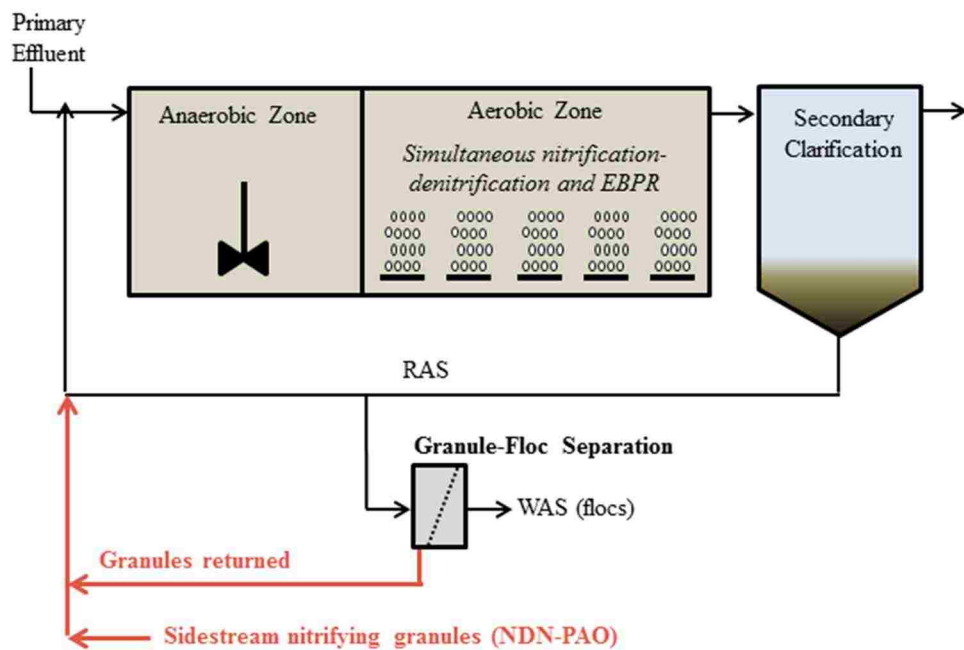 Primary
Effluent
Anaerobic Zone
Aerobic Zone
Simultaneous nitrification-
denitrification and EBPR
Secondary
Clarification
RAS
Granule-Floc Separation
WAS (flocs)
Granules returned
Sidestream nitrifying granules (NDN-PAO)